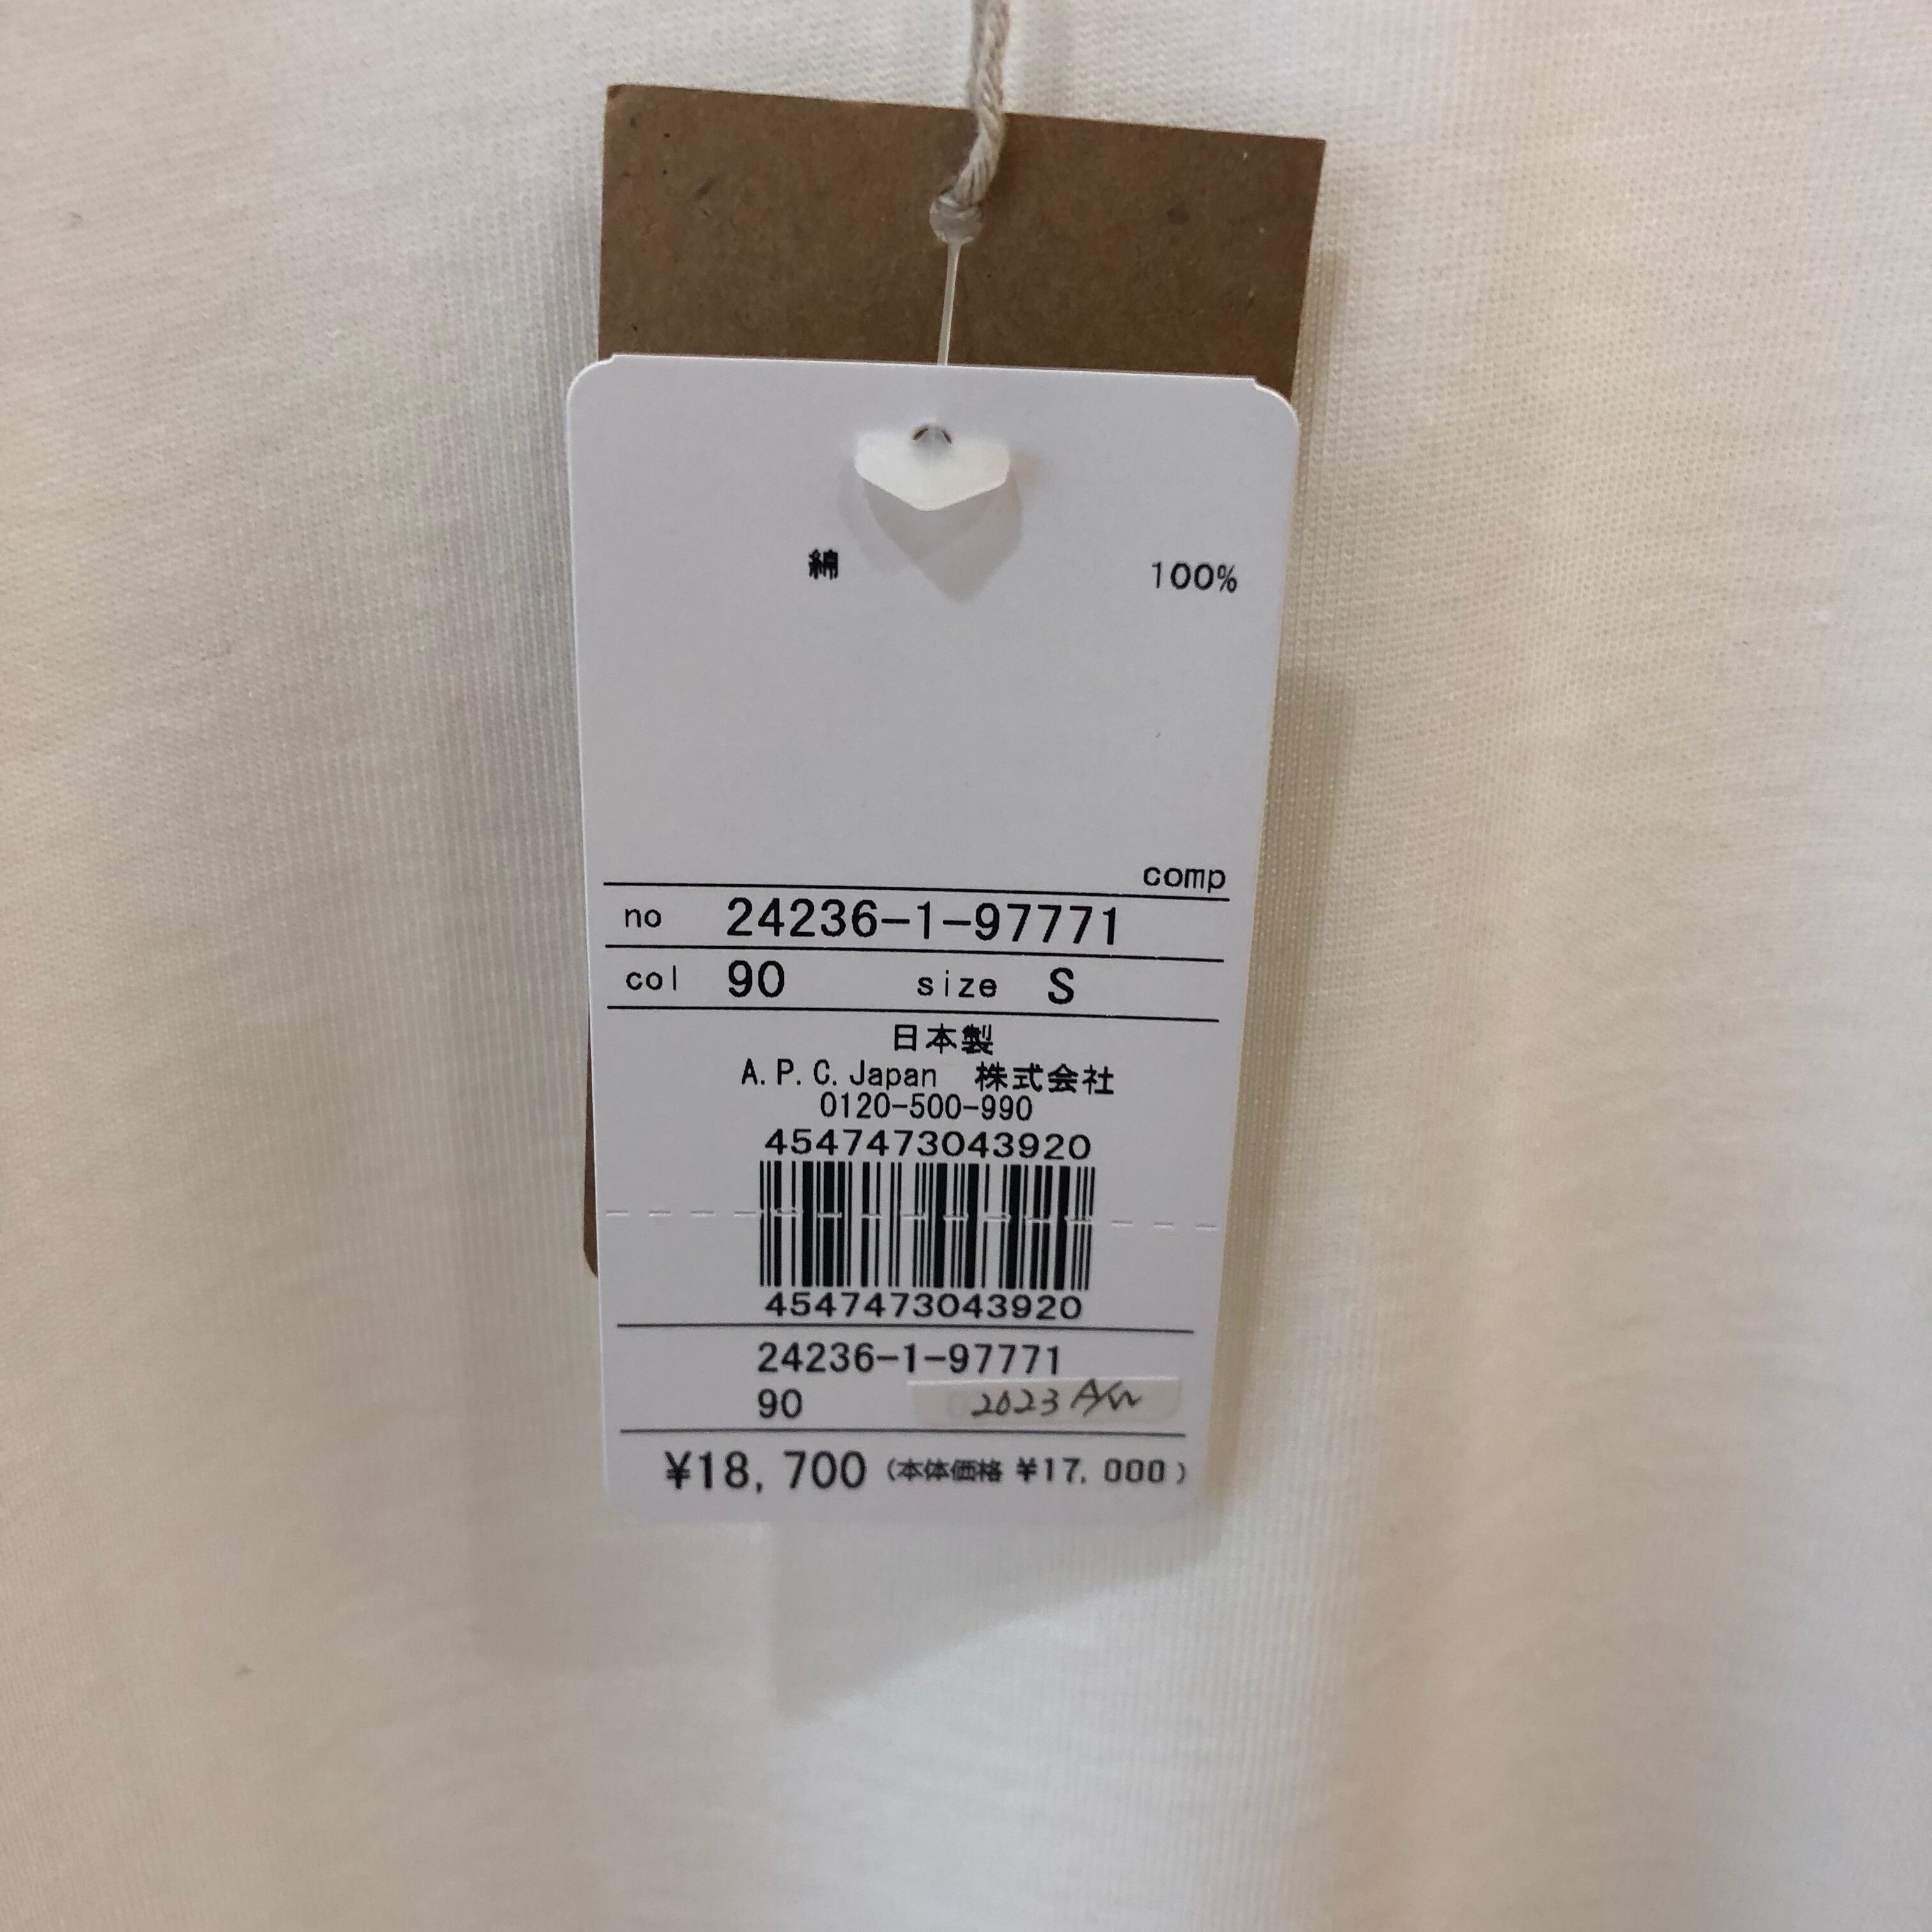 綿 100%
comp
no 24236-1-97771
col 90 size S
日本製
A.P.C.Japan 株式会社
0120-500-990
4547473043920
4547473043920
24236-1-97771
90 2023 A/W
¥18,700 (本体価格 ¥17,000)